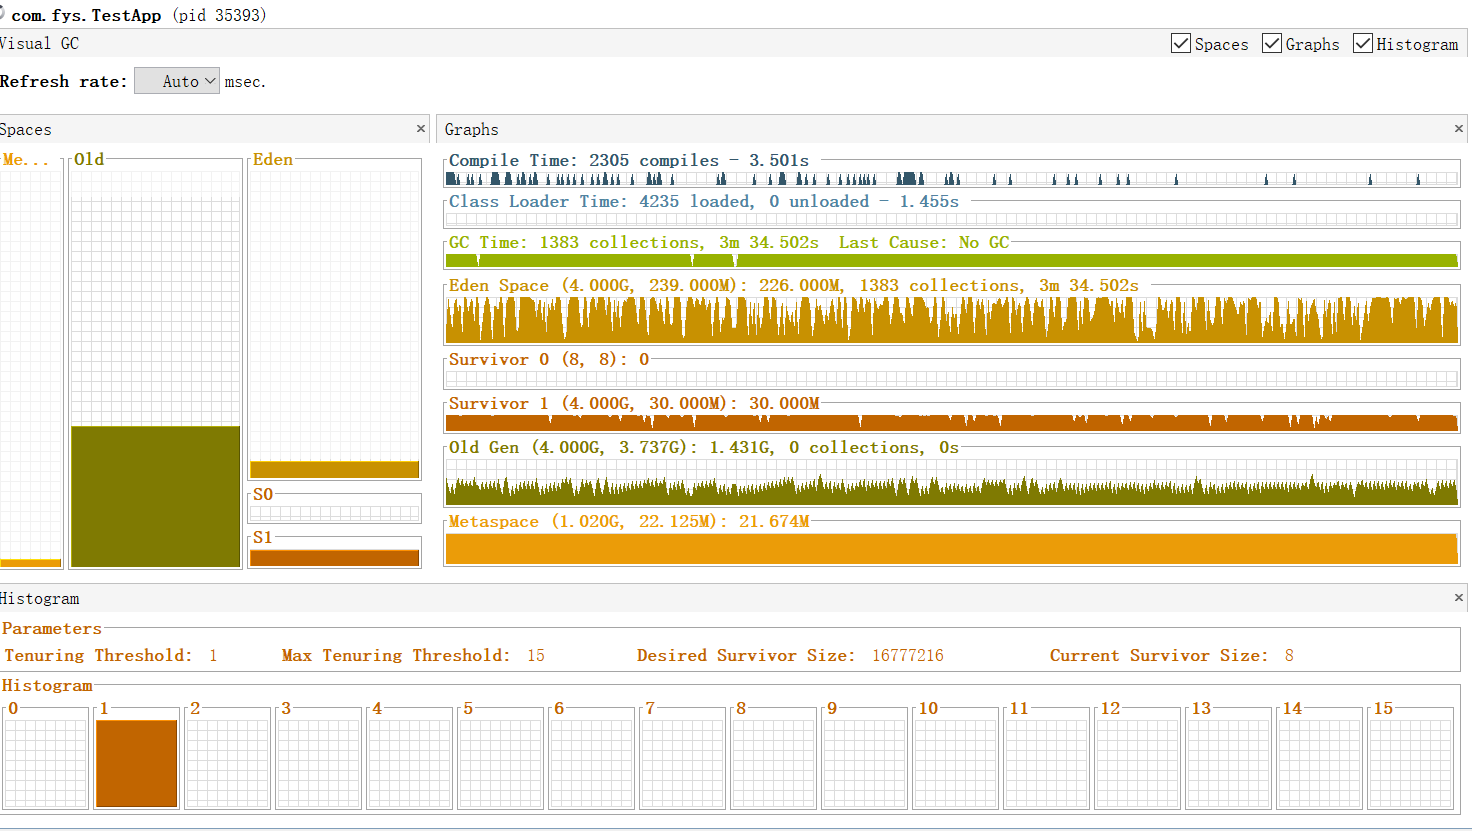 com.fys.TestApp (pid 35393)
Visual GC
Spaces Graphs Histogram
Refresh rate: Auto msec.
Spaces ×
Graphs ×
Me... Old Eden
S0
S1
Compile Time: 2305 compiles - 3.501s
Class Loader Time: 4235 loaded, 0 unloaded - 1.455s
GC Time: 1383 collections, 3m 34.502s Last Cause: No GC
Eden Space (4.000G, 239.000M): 226.000M, 1383 collections, 3m 34.502s
Survivor 0 (8, 8): 0
Survivor 1 (4.000G, 30.000M): 30.000M
Old Gen (4.000G, 3.737G): 1.431G, 0 collections, 0s
Metaspace (1.020G, 22.125M): 21.674M
Histogram ×
Parameters
Tenuring Threshold: 1 Max Tenuring Threshold: 15 Desired Survivor Size: 16777216 Current Survivor Size: 8
Histogram
0 1 2 3 4 5 6 7 8 9 10 11 12 13 14 15